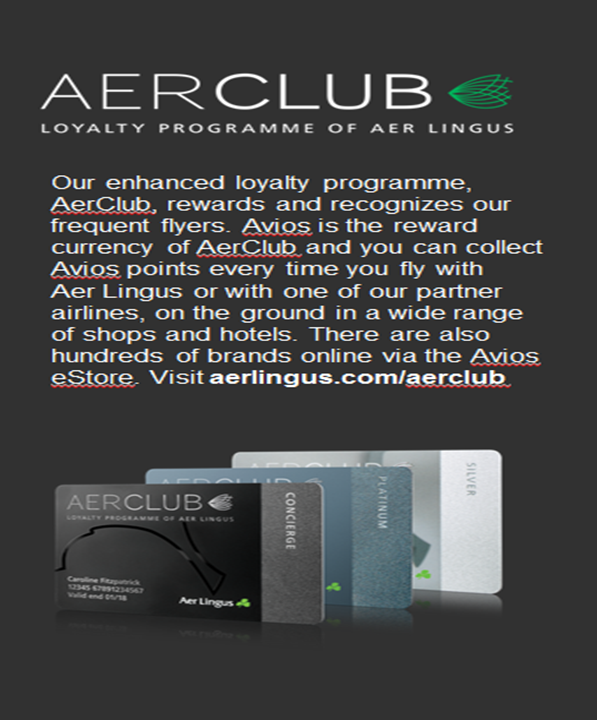 AERCLUB
LOYALTY PROGRAMME OF AER LINGUS
Our enhanced loyalty programme,
AerClub, rewards and recognizes our
frequent flyers. Avios is the reward
currency of AerClub and you can collect
Avios points every time you fly with
Aer Lingus or with one of our partner
airlines, on the ground in a wide range
of shops and hotels. There are also
hundreds of brands online via the Avios
eStore. Visit aerlingus.com/aerclub
SILVER
PLATINUM
AERCLUB
LOYALTY PROGRAMME OF AER LINGUS
CONCIERGE
Caroline Fitzpatrick
12345 67891234567
Valid end 01/18
Aer Lingus